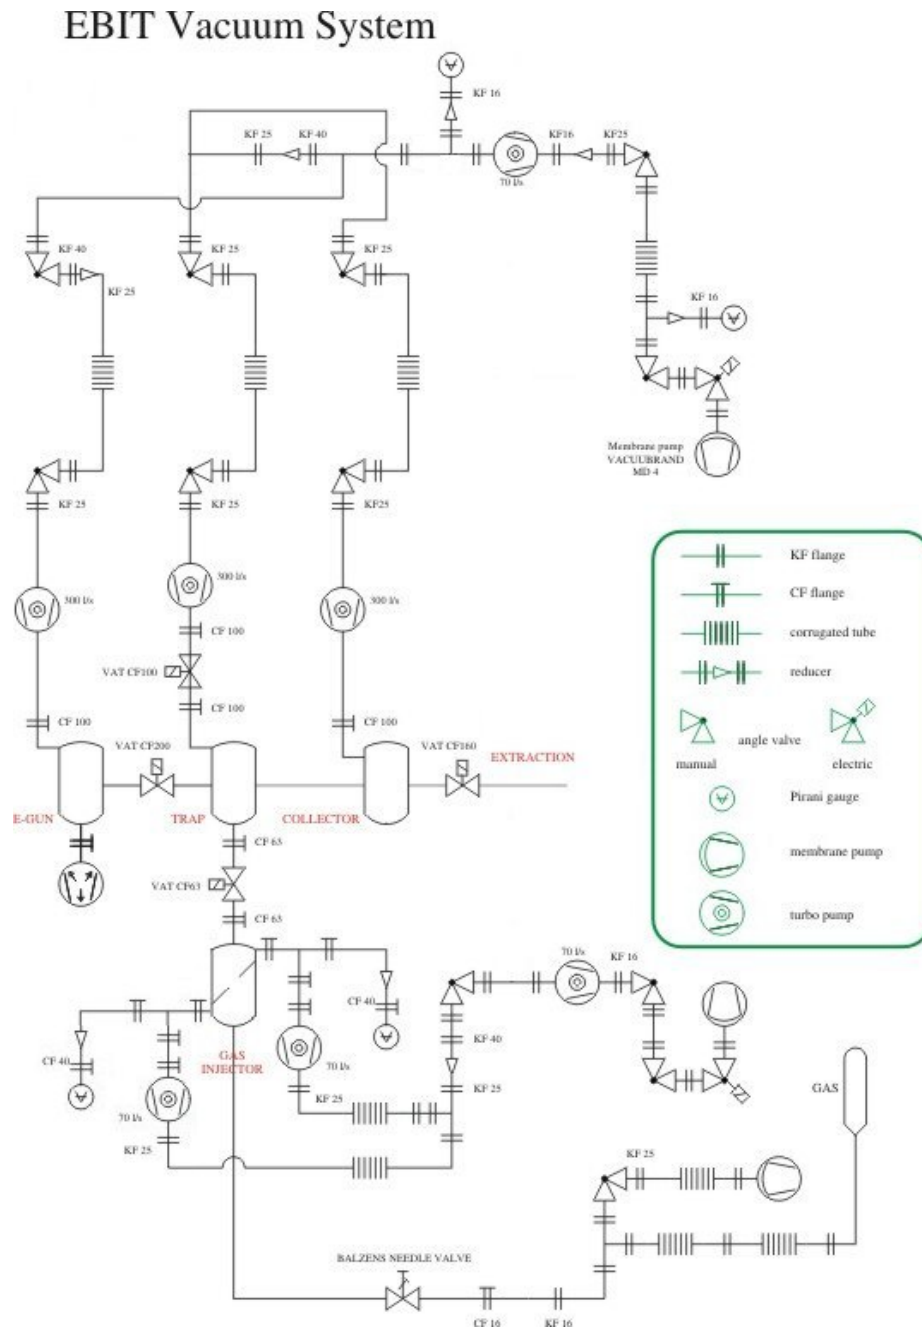 EBIT Vacuum System
KF 16
KF 25
KF 40
KF16
KF25
70 l/s
KF 40
KF 25
KF 25
KF 25
KF 16
Membrane pump
VACUUBRAND
MD 4
KF 25
KF 25
KF25
300 l/s
300 l/s
300 l/s
CF 100
VAT CF100
CF 100
CF 100
CF 100
VAT CF200
VAT CF160
EXTRACTION
E-GUN
TRAP
COLLECTOR
CF 63
VAT CF63
CF 63
KF flange
CF flange
corrugated tube
reducer
angle valve
manual
electric
Pirani gauge
membrane pump
turbo pump
70 l/s
KF 16
CF 40
KF 40
CF 40
GAS
INJECTOR
70 l/s
KF 25
GAS
KF 25
70 l/s
KF 25
KF 25
BALZENS NEEDLE VALVE
CF 16
KF 16